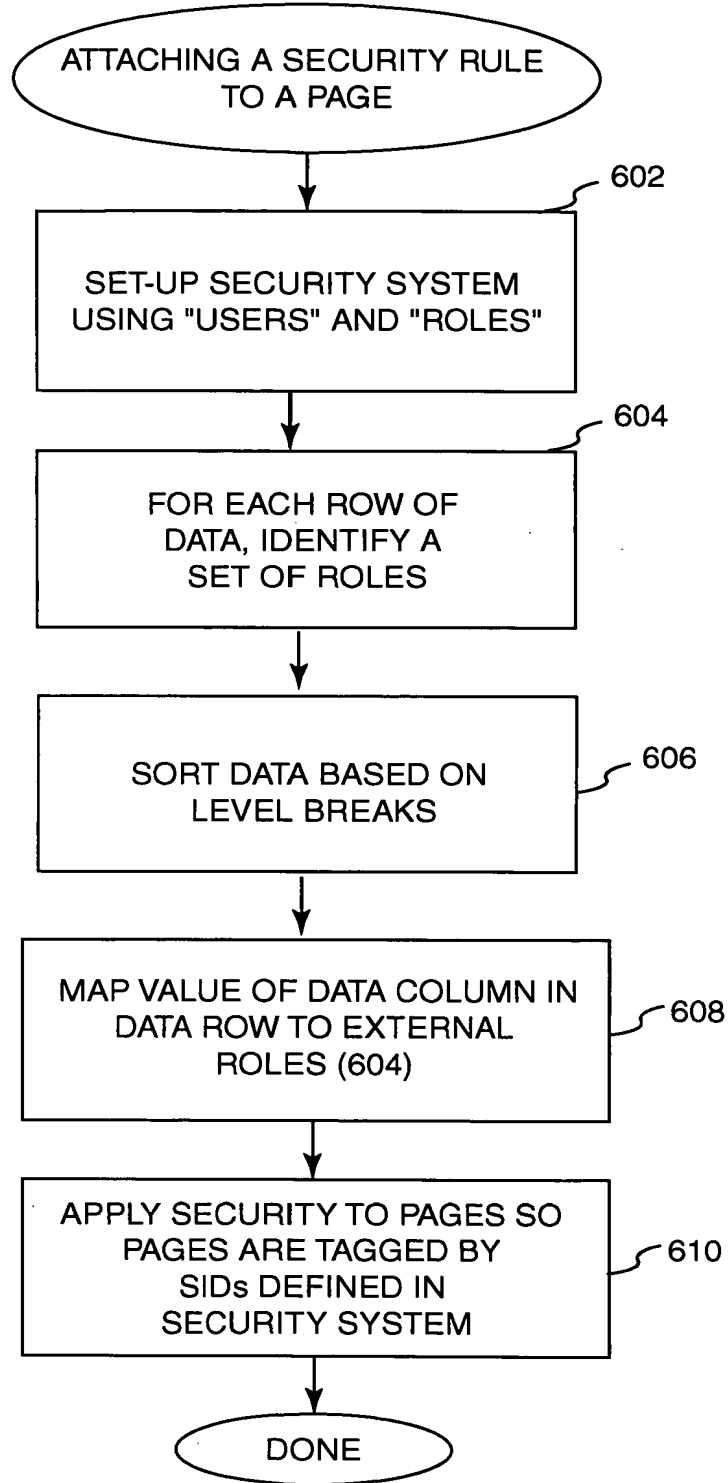 ATTACHING A SECURITY RULE
TO A PAGE
602
SET-UP SECURITY SYSTEM
USING "USERS" AND "ROLES"
604
FOR EACH ROW OF
DATA, IDENTIFY A
SET OF ROLES
SORT DATA BASED ON
LEVEL BREAKS
606
MAP VALUE OF DATA COLUMN IN
DATA ROW TO EXTERNAL
ROLES (604)
608
APPLY SECURITY TO PAGES SO
PAGES ARE TAGGED BY
SIDs DEFINED IN
SECURITY SYSTEM
610
DONE